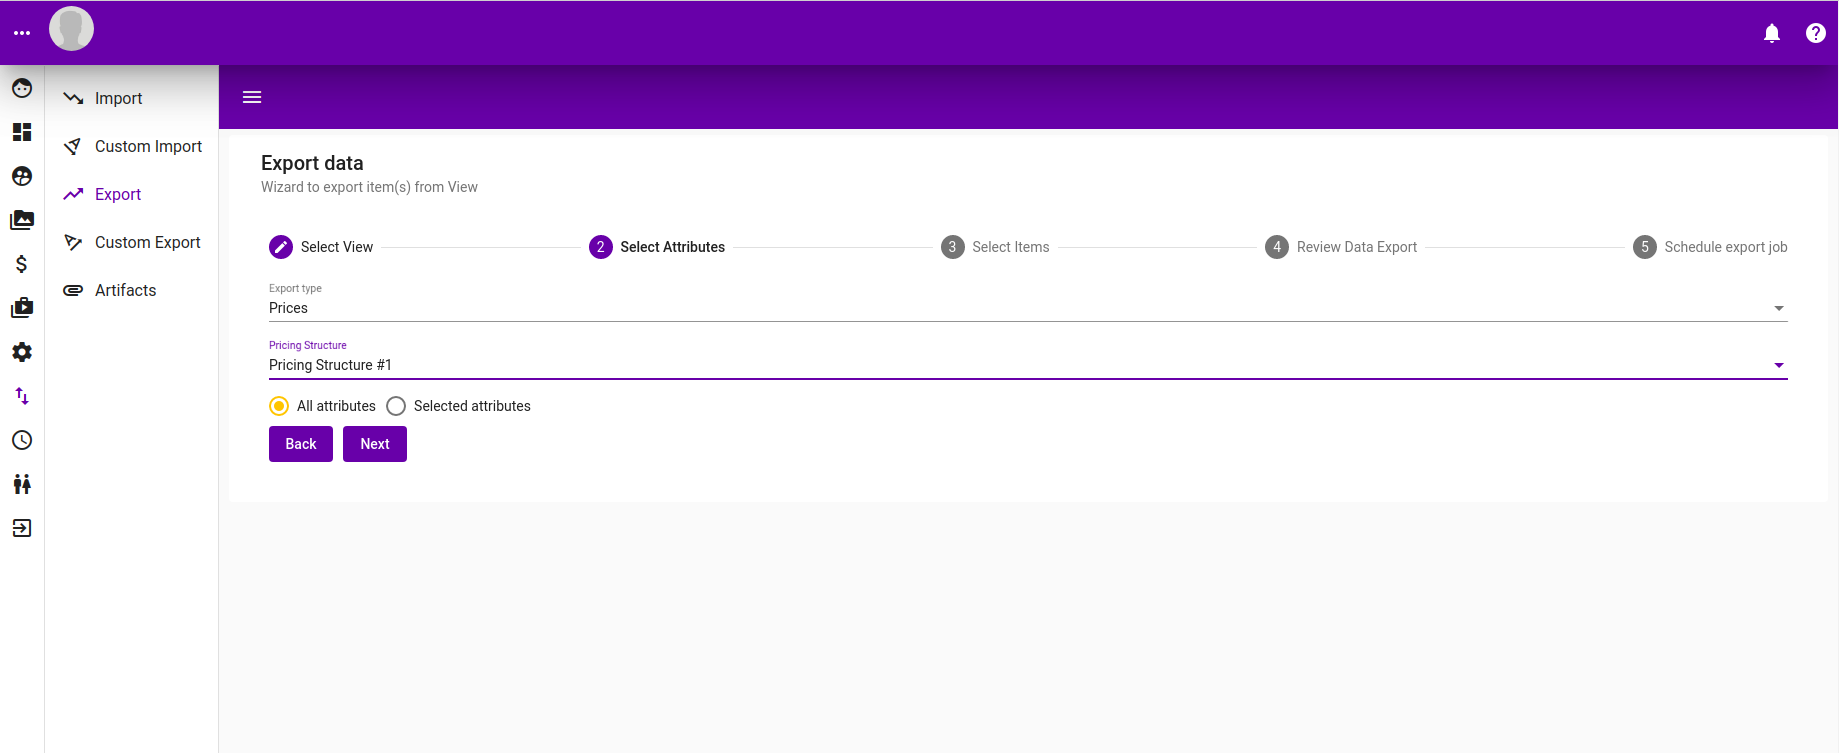 Import
Custom Import
Export
Custom Export
Artifacts
Export data
Wizard to export item(s) from View
Select View
2 Select Attributes
3 Select Items
4 Review Data Export
5 Schedule export job
Export type
Prices
Pricing Structure
Pricing Structure #1
All attributes Selected attributes
Back Next